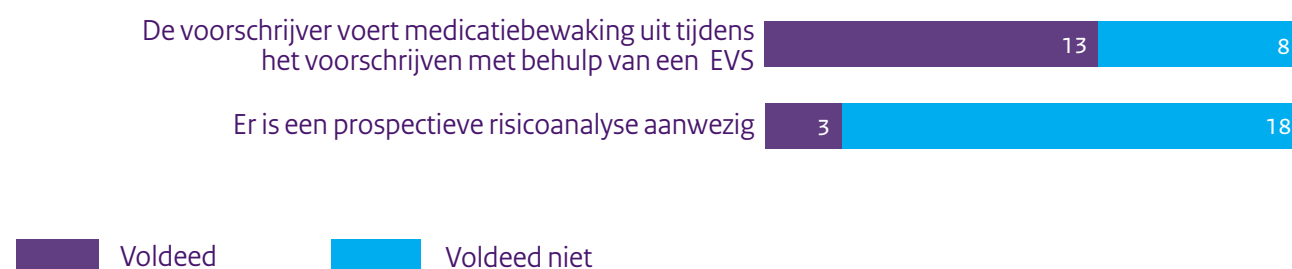 De voorschrijver voert medicatiebewaking uit tijdens
het voorschrijven met behulp van een EVS
13
8
Er is een prospectieve risicoanalyse aanwezig
3
18
Voldeed
Voldeed niet